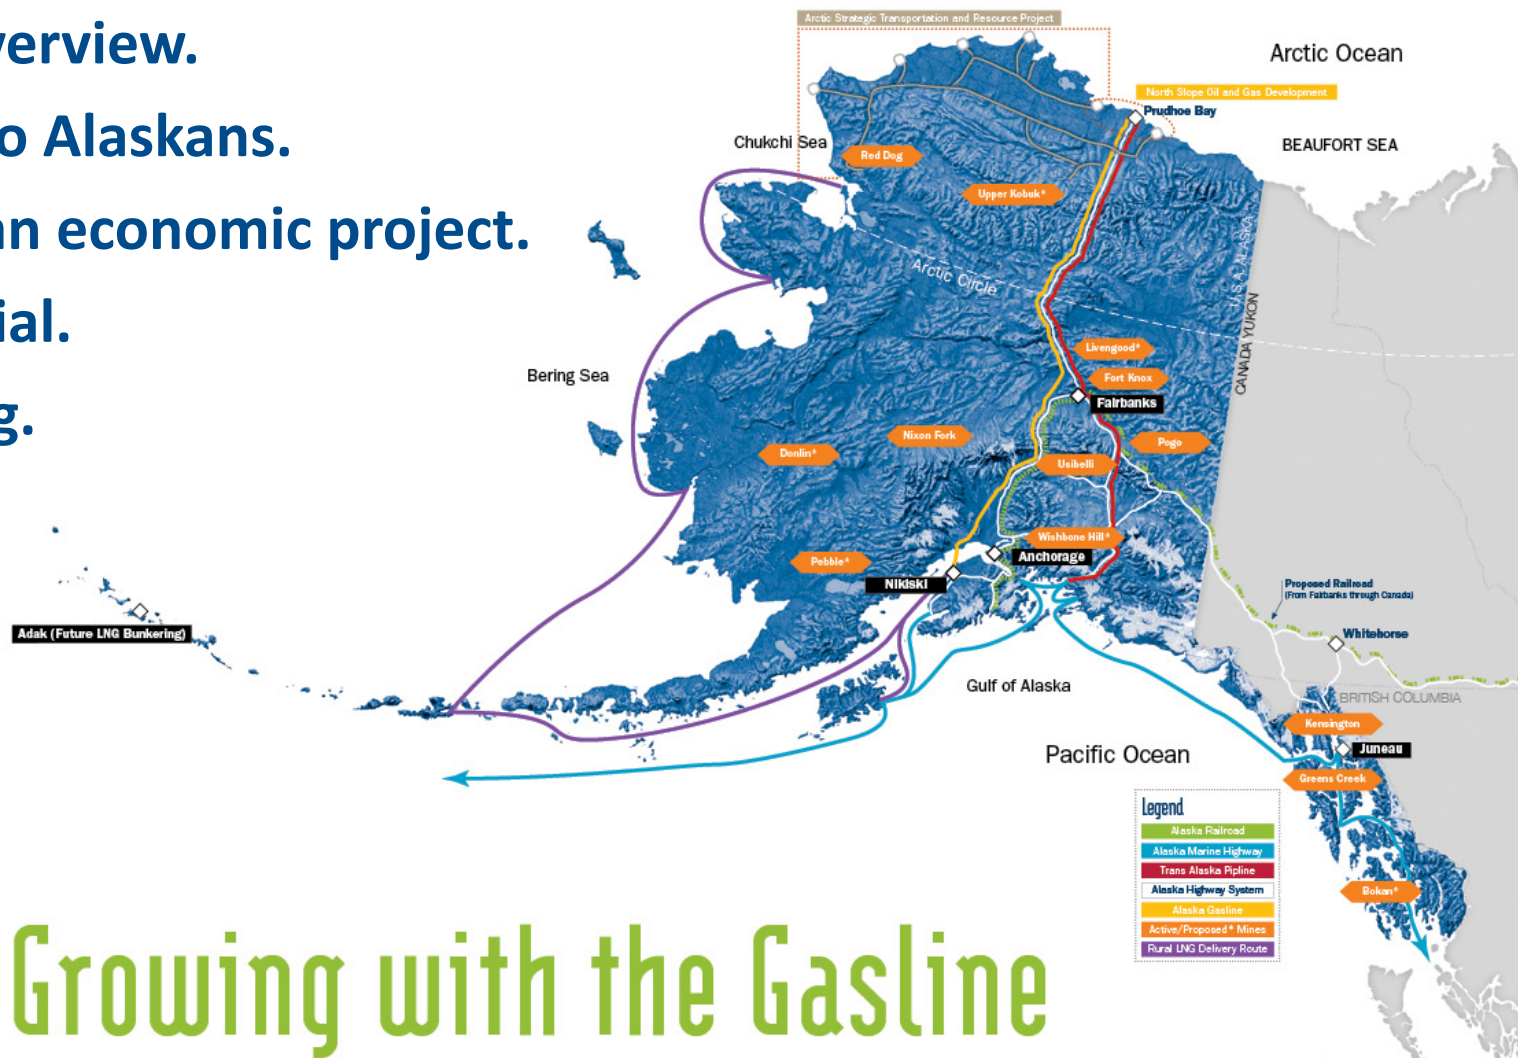 verview.
o Alaskans.
an economic project.
ial.
g.
Arctic Strategic Transportation and Resource Project
Arctic Ocean
North Slope Oil and Gas Development
Prudhoe Bay
Chukchi Sea
BEAUFORT SEA
Red Dog
Upper Kobuk*
U.S.A. ALASKA
CANADA YUKON
Arctic Circle
Livengood*
Bering Sea
Fort Knox
Fairbanks
Nixon Fork
Pogo
Donlin*
Usibelli
Wishbone Hill*
Anchorage
Pebble*
Nikiski
Proposed Railroad
(From Fairbanks through Canada)
Adak (Future LNG Bunkering)
Whitehorse
Gulf of Alaska
BRITISH COLUMBIA
Kensington
Pacific Ocean
Juneau
Greens Creek
Legend
Alaska Railroad
Alaska Marine Highway
Trans Alaska Pipline
Alaska Highway System
Alaska Gasline
Active/Proposed* Mines
Rural LNG Delivery Route
Bokan*
Growing with the Gasline